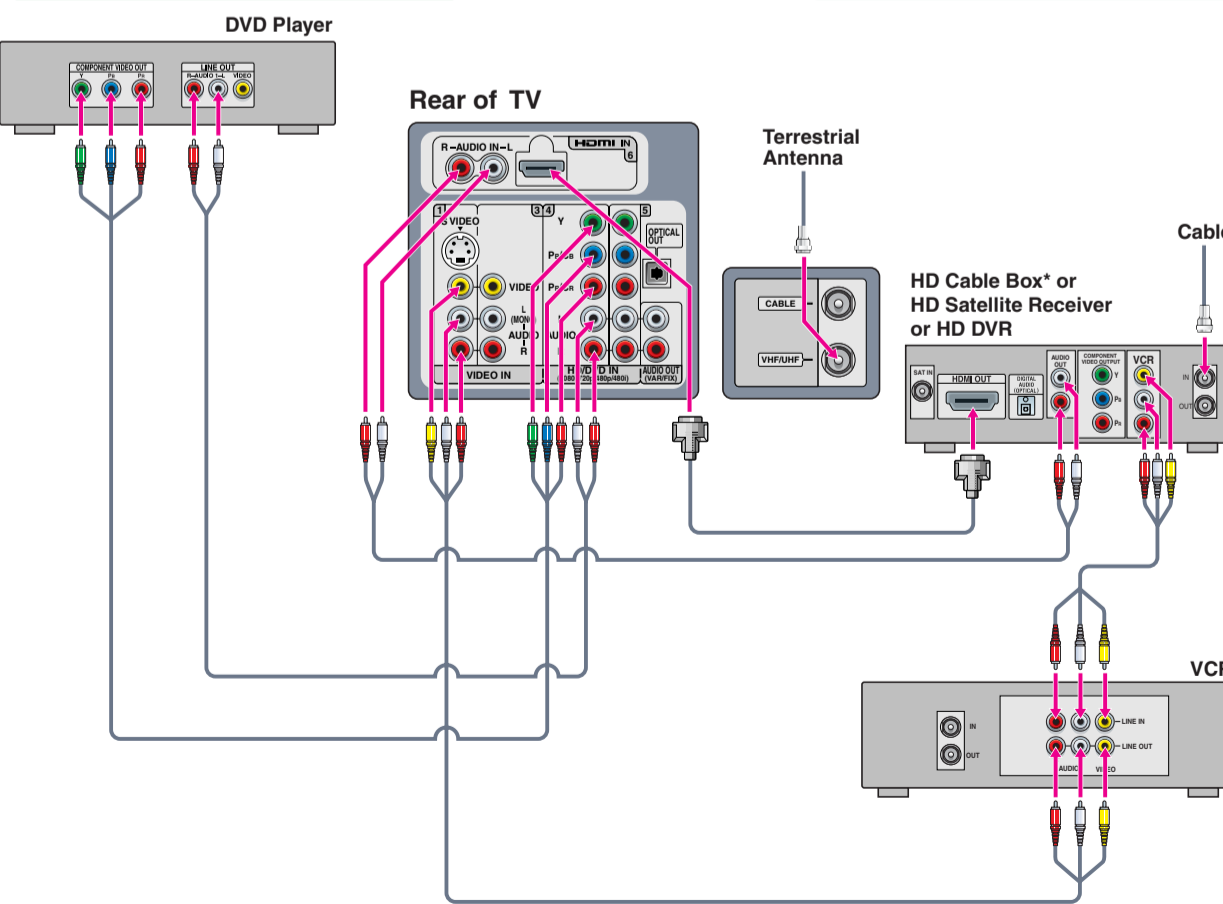 DVD Player
COMPONENT VIDEO OUT
Y PB PR
LINE OUT
R–AUDIO–L VIDEO
Rear of TV
R–AUDIO IN–L
HDMI IN
6
1
3
4
5
S VIDEO
Y
OPTICAL
OUT
VIDEO
L
(MONO)
AUDIO
R
AUDIO
VIDEO IN
AUDIO OUT
(VAR/FIX)
Terrestrial
Antenna
CABLE
VHF/UHF
Cable
HD Cable Box* or
HD Satellite Receiver
or HD DVR
SAT IN
HDMI OUT
DIGITAL
AUDIO
(OPTICAL)
AUDIO
OUT
COMPONENT
VIDEO OUTPUT
Y
PB
PR
VCR
IN
OUT
VCR
IN
OUT
LINE IN
LINE OUT
AUDIO
VIDEO